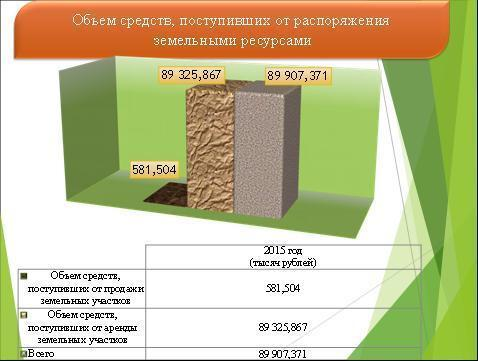 Объем средств, поступивших от распоряжения
земельными ресурсами
89 325,867
89 907,371
581,504
2015 год
(тысяч рублей)
Объем средств,
поступивших от продажи
земельных участков
581,504
Объем средств,
поступивших от аренды
земельных участков
89 325,867
Всего
89 907,371